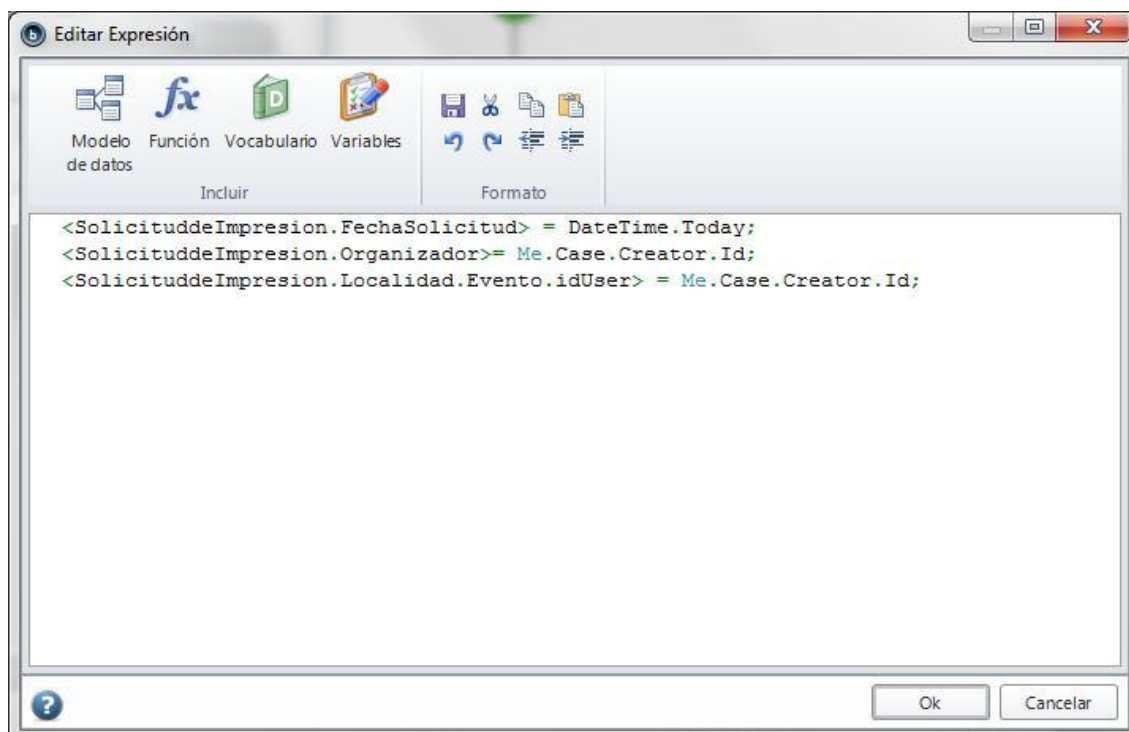 Editar Expresión
Modelo de datos
Función
Vocabulario
Variables
Incluir
Formato
<SolicituddeImpresion.FechaSolicitud> = DateTime.Today;
<SolicituddeImpresion.Organizador>= Me.Case.Creator.Id;
<SolicituddeImpresion.Localidad.Evento.idUser> = Me.Case.Creator.Id;
Ok
Cancelar